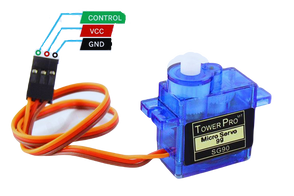 CONTROL
VCC
GND
TOWER PRO
Micro Servo
9g
SG90